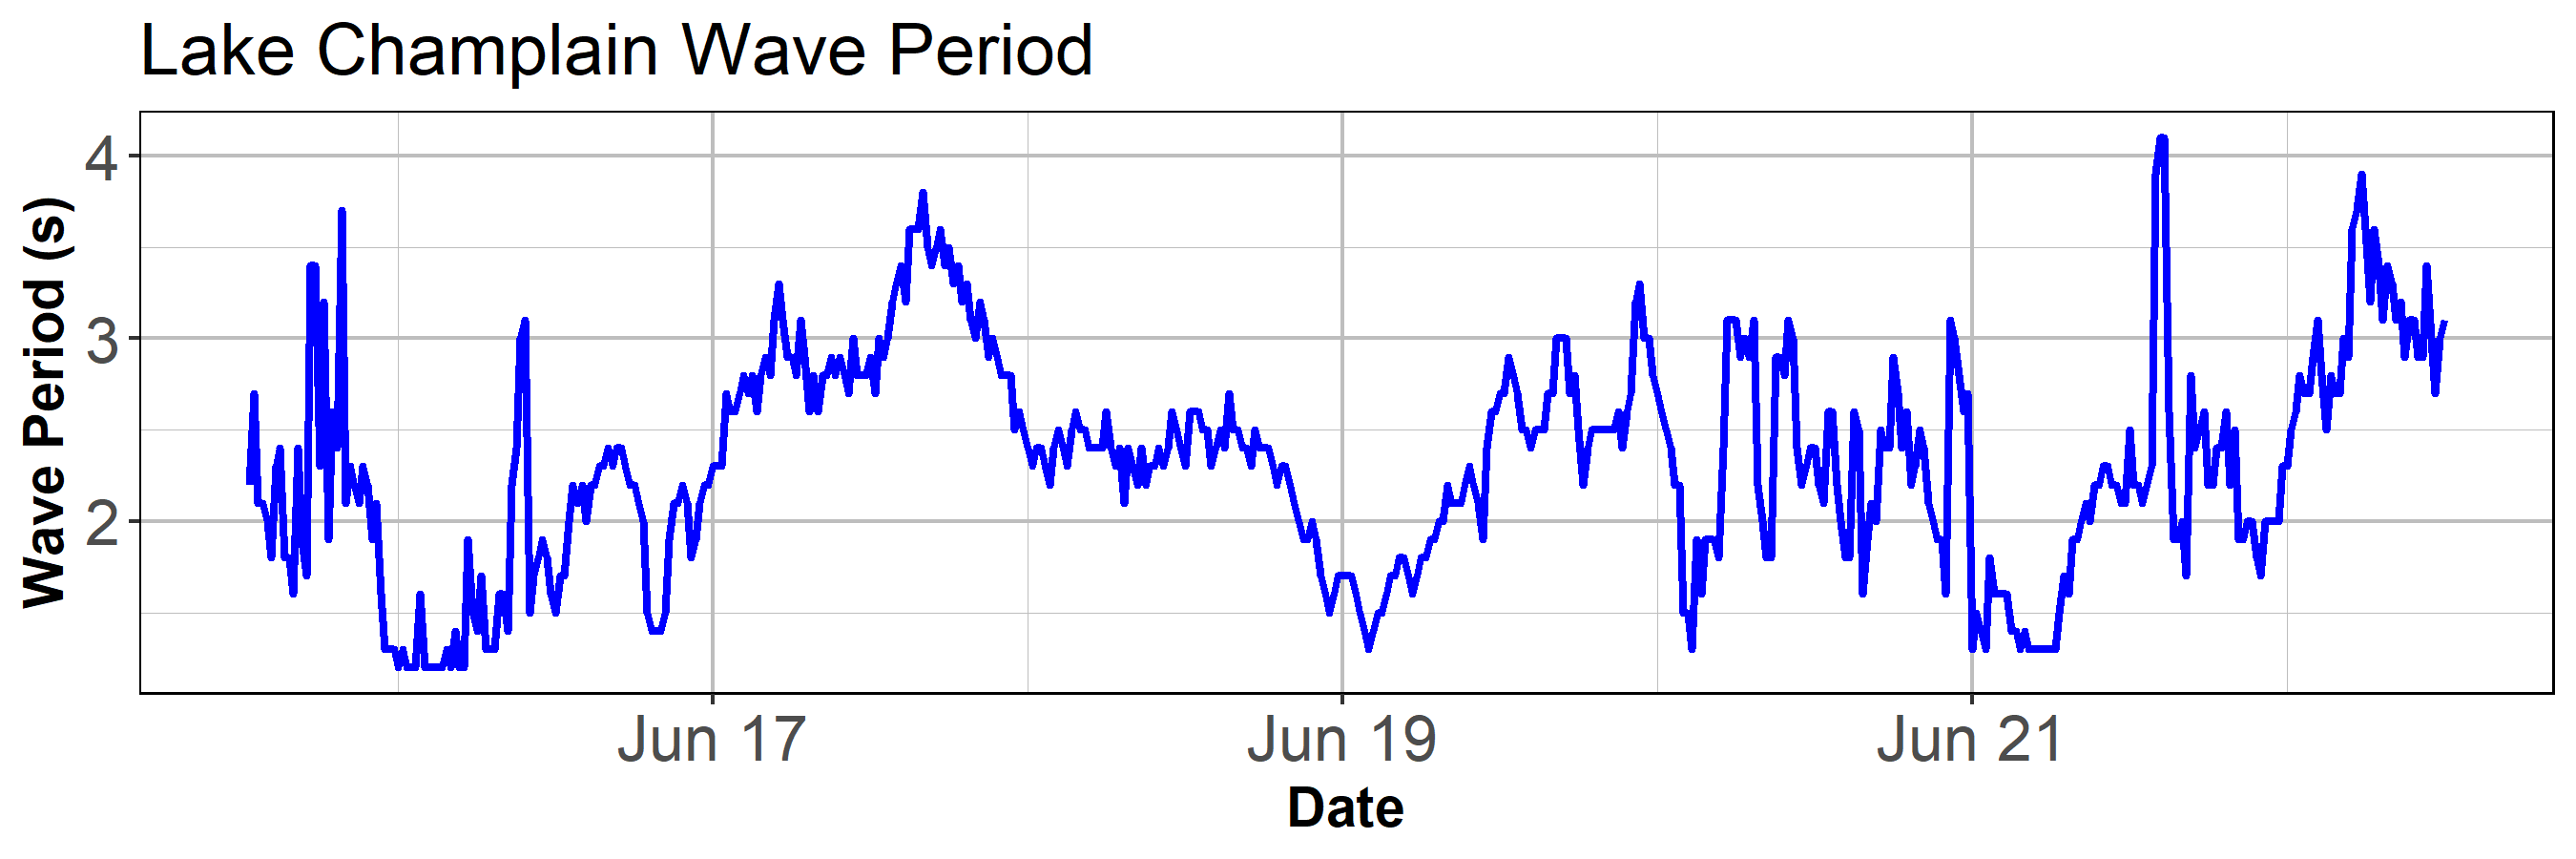 Lake Champlain Wave Period
Wave Period (s)
4
3
2
Jun 17 Jun 19 Jun 21
Date